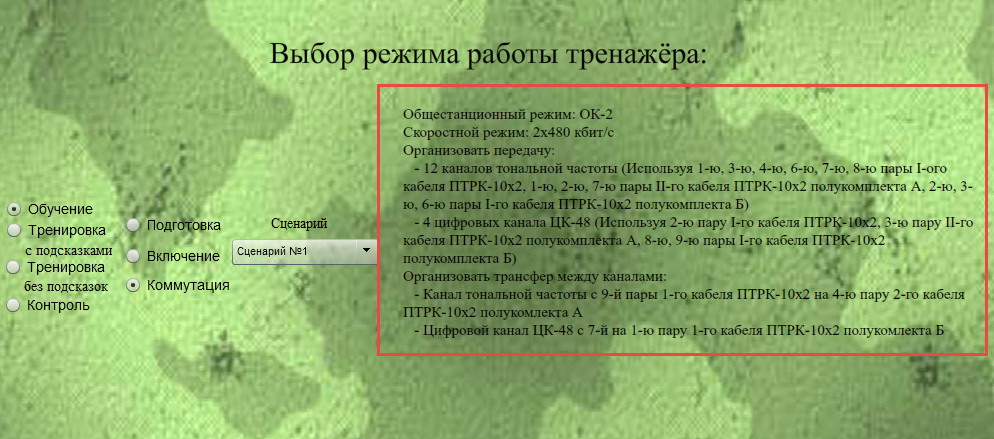 Выбор режима работы тренажёра:
Общестанционный режим: ОК-2
Скоростной режим: 2x480 кбит/с
Организовать передачу:
- 12 каналов тональной частоты (Используя 1-ю, 3-ю, 4-ю, 6-ю, 7-ю, 8-ю пары I-ого
кабеля ПТРК-10x2, 1-ю, 2-ю, 7-ю пары II-го кабеля ПТРК-10x2 полукомплекта А, 2-ю, 3-
ю, 6-ю пары I-го кабеля ПТРК-10x2 полукомплекта Б)
- 4 цифровых канала ЦК-48 (Используя 2-ю пару I-го кабеля ПТРК-10x2, 3-ю пару II-го
кабеля ПТРК-10x2 полукомплекта А, 8-ю, 9-ю пары I-го кабеля ПТРК-10x2
полукомплекта Б)
Организовать трансфер между каналами:
- Канал тональной частоты с 9-й пары 1-го кабеля ПТРК-10x2 на 4-ю пару 2-го кабеля
ПТРК-10x2 полукомлекта А
- Цифровой канал ЦК-48 с 7-й на 1-ю пару 1-го кабеля ПТРК-10x2 полукомлекта Б
Обучение
Тренировка
с подсказками
Тренировка
без подсказок
Контроль
Подготовка
Включение
Коммутация
Сценарий
Сценарий №1